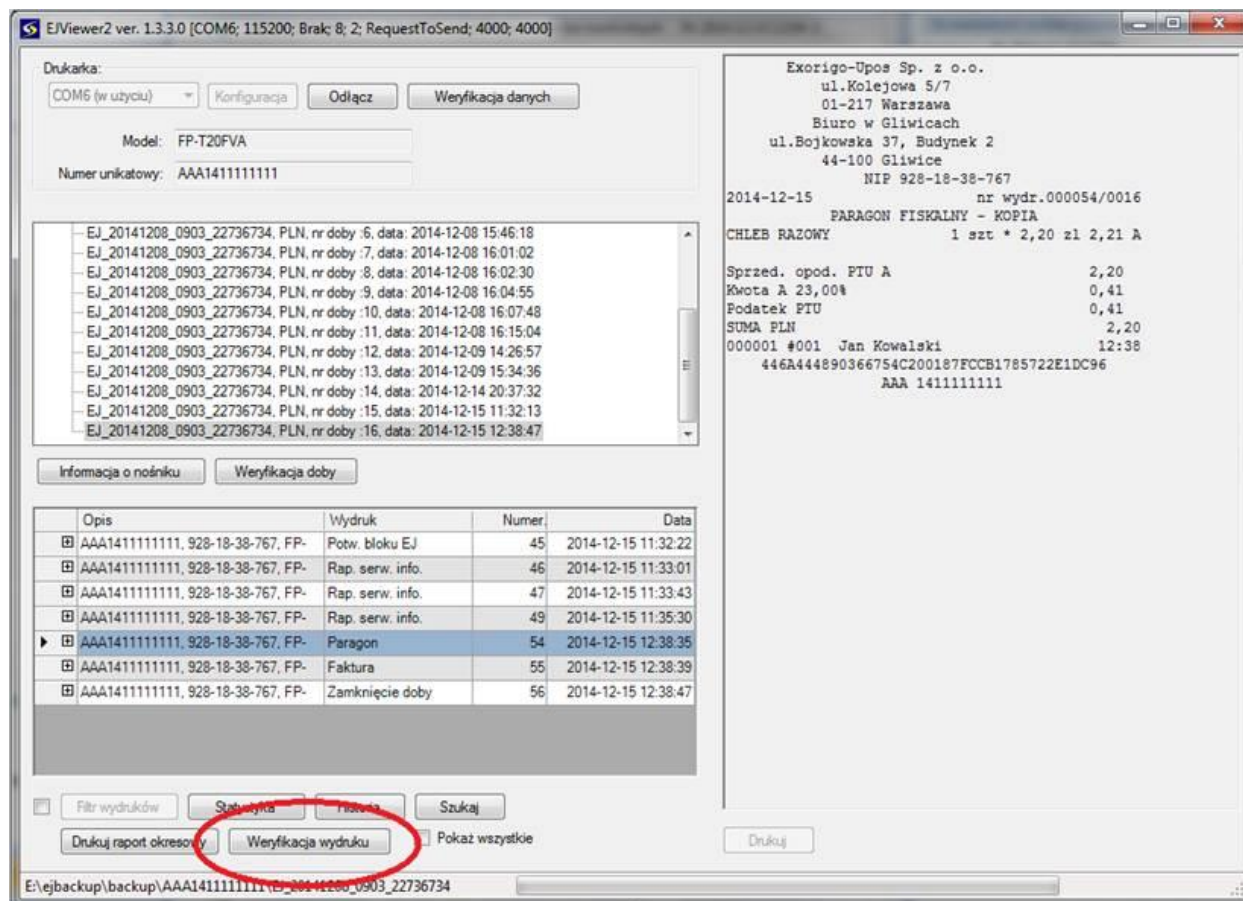 EJViewer2 ver. 1.3.3.0 [COM6; 115200; Brak; 8; 2; RequestToSend; 4000; 4000]
Drukarka:
COM6 (w użyciu) Konfiguracja Odłącz Weryfikacja danych
Model: FP-T20FVA
Numer unikatowy: AAA1411111111
EJ_20141208_0903_22736734, PLN, nr doby :6, data: 2014-12-08 15:46:18
EJ_20141208_0903_22736734, PLN, nr doby :7, data: 2014-12-08 16:01:02
EJ_20141208_0903_22736734, PLN, nr doby :8, data: 2014-12-08 16:02:30
EJ_20141208_0903_22736734, PLN, nr doby :9, data: 2014-12-08 16:04:55
EJ_20141208_0903_22736734, PLN, nr doby :10, data: 2014-12-08 16:07:48
EJ_20141208_0903_22736734, PLN, nr doby :11, data: 2014-12-08 16:15:04
EJ_20141208_0903_22736734, PLN, nr doby :12, data: 2014-12-09 14:26:57
EJ_20141208_0903_22736734, PLN, nr doby :13, data: 2014-12-09 15:34:36
EJ_20141208_0903_22736734, PLN, nr doby :14, data: 2014-12-14 20:37:32
EJ_20141208_0903_22736734, PLN, nr doby :15, data: 2014-12-15 11:32:13
EJ_20141208_0903_22736734, PLN, nr doby :16, data: 2014-12-15 12:38:47
Informacja o nośniku Weryfikacja doby
Opis Wydruk Numer. Data
AAA1411111111, 928-18-38-767, FP- Potw. bloku EJ 45 2014-12-15 11:32:22
AAA1411111111, 928-18-38-767, FP- Rap. serw. info. 46 2014-12-15 11:33:01
AAA1411111111, 928-18-38-767, FP- Rap. serw. info. 47 2014-12-15 11:33:43
AAA1411111111, 928-18-38-767, FP- Rap. serw. info. 49 2014-12-15 11:35:30
AAA1411111111, 928-18-38-767, FP- Paragon 54 2014-12-15 12:38:35
AAA1411111111, 928-18-38-767, FP- Faktura 55 2014-12-15 12:38:39
AAA1411111111, 928-18-38-767, FP- Zamknięcie doby 56 2014-12-15 12:38:47
Filtr wydruków Statystyka Historia Szukaj
Drukuj raport okresowy Weryfikacja wydruku Pokaż wszystkie
E:\ejbackup\backup\AAA1411111111\EJ_20141208_0903_22736734
Exorigo-Upos Sp. z o.o.
ul.Kolejowa 5/7
01-217 Warszawa
Biuro w Gliwicach
ul.Bojkowska 37, Budynek 2
44-100 Gliwice
NIP 928-18-38-767
2014-12-15 nr wydr.000054/0016
PARAGON FISKALNY - KOPIA
CHLEB RAZOWY 1 szt * 2,20 zl 2,21 A
Sprzed. opod. PTU A 2,20
Kwota A 23,00% 0,41
Podatek PTU 0,41
SUMA PLN 2,20
000001 #001 Jan Kowalski 12:38
446A444890366754C200187FCCB1785722E1DC96
AAA 1411111111
Drukuj